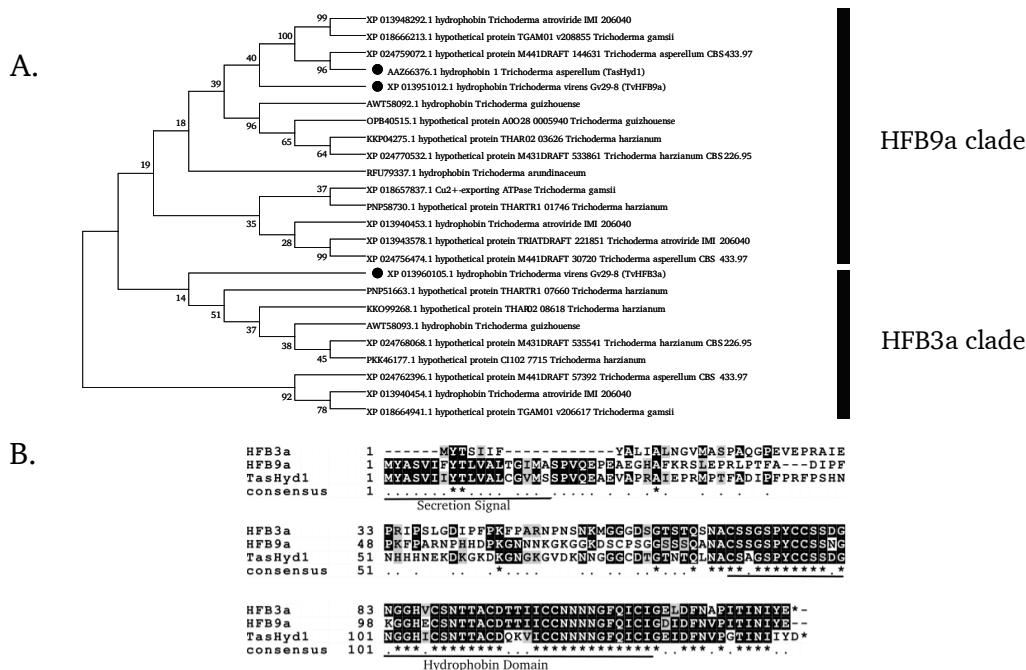 A.
99
XP 013948292.1 hydrophobin Trichoderma atroviride IMI 206040
100
XP 018666213.1 hypothetical protein TGAM01 v208855 Trichoderma gamsii
XP 024759072.1 hypothetical protein M441DRAFT 144631 Trichoderma asperellum CBS 433.97
40
96
AAZ66376.1 hydrophobin 1 Trichoderma asperellum (TasHyd1)
39
XP 013951012.1 hydrophobin Trichoderma virens Gv29-8 (TvHFB9a)
AWT58092.1 hydrophobin Trichoderma guizhouense
18
96
OPB40515.1 hypothetical protein A0O28 0005940 Trichoderma guizhouense
65
KKP04275.1 hypothetical protein THAR02 03626 Trichoderma harzianum
64
XP 024770532.1 hypothetical protein M431DRAFT 533861 Trichoderma harzianum CBS 226.95
19
RFU79337.1 hydrophobin Trichoderma arundinaceum
37
XP 018657837.1 Cu2+-exporting ATPase Trichoderma gamsii
PNP58730.1 hypothetical protein THARTR1 01746 Trichoderma harzianum
35
XP 013940453.1 hydrophobin Trichoderma atroviride IMI 206040
28
XP 013943578.1 hypothetical protein TRIATDRAFT 221851 Trichoderma atroviride IMI 206040
99
XP 024756474.1 hypothetical protein M441DRAFT 30720 Trichoderma asperellum CBS 433.97
HFB9a clade
XP 013960105.1 hydrophobin Trichoderma virens Gv29-8 (TvHFB3a)
14
PNP51663.1 hypothetical protein THARTR1 07660 Trichoderma harzianum
51
KKO99268.1 hypothetical protein THAR02 08618 Trichoderma harzianum
37
AWT58093.1 hydrophobin Trichoderma guizhouense
38
XP 024768068.1 hypothetical protein M431DRAFT 535541 Trichoderma harzianum CBS 226.95
45
PKK46177.1 hypothetical protein CI102 7715 Trichoderma harzianum
XP 024762396.1 hypothetical protein M441DRAFT 57392 Trichoderma asperellum CBS 433.97
92
XP 013940454.1 hydrophobin Trichoderma atroviride IMI 206040
78
XP 018664941.1 hypothetical protein TGAM01 v206617 Trichoderma gamsii
HFB3a clade
B.
HFB3a 1 -------MYTSIIF---------------YALIALNGVMASPAQGPEVEPRAIE
HFB9a 1 MYASVIFYTLVALTGIMASPVQEPEAEGHAFKRSLEPRLPTFA---DIPF
TasHyd1 1 MYASVIIYTLVALCGVMSSPVQEAEVAPRAIEPRMPTFADIPFPRFPSHN
consensus 1
Secretion Signal
HFB3a 33 PRIPSLGDIPFPKFPARNPNSNKMGGGDSGTSTQSNACSSGSPYCCSSDG
HFB9a 48 PKFPARNPHHDPKGNNNKGKGGKDSCPSGGSSSQANACSSGSPYCCSSNG
TasHyd1 51 NHHHNEKDKGKDKGNGKGVDKNNGGCDTGTNTQLNACSAGSPYCCSSDG
consensus 51
HFB3a 83 NGGHVCSNTTACDTTIICCNNNNGFQICIGELDFNAPITINIYE*-
HFB9a 98 KGGHECSNTTACDTTIICCNNNNGFQICIGDIDFNVPITINIYE--
TasHyd1 101 NGGHICSNTTACDQKVICCNNNNGFQICIGEIDFNVPGTINIIYD*
consensus 101
Hydrophobin Domain